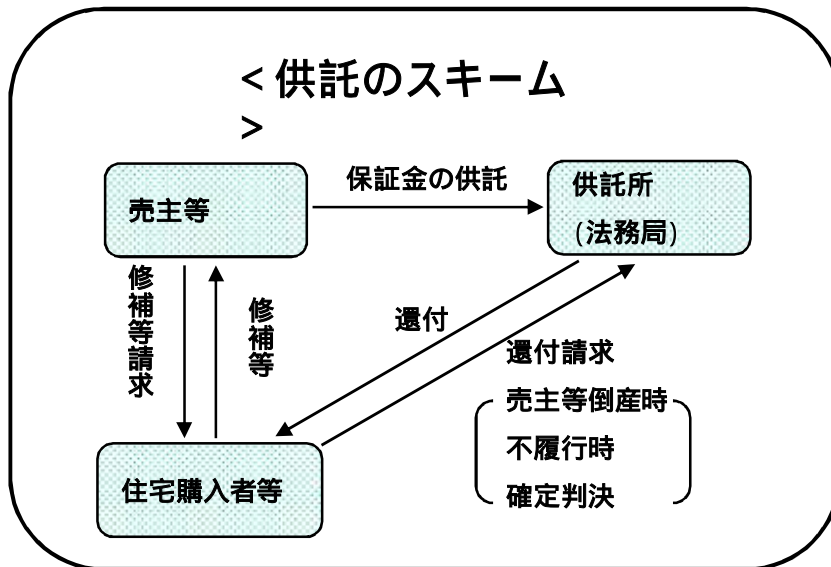 <供託のスキーム
>
保証金の供託
売主等
供託所
(法務局)
修補等請求
修補等
還付
還付請求
売主等倒産時
不履行時
確定判決
住宅購入者等